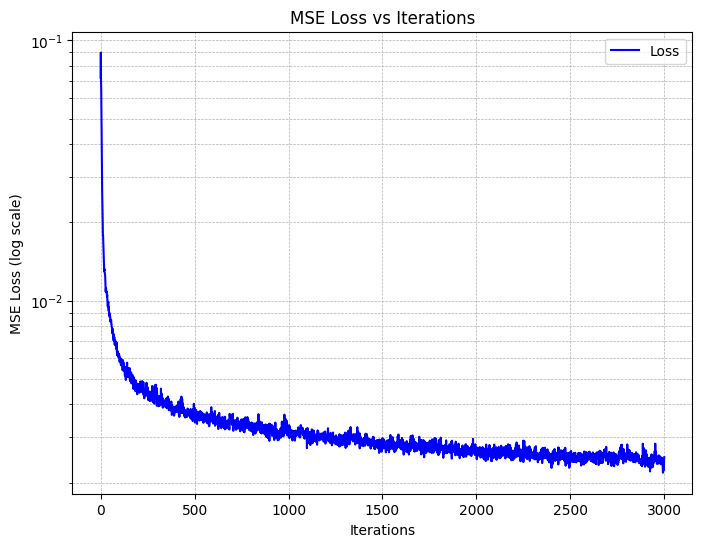 MSE Loss vs Iterations
Loss
10⁻¹
10⁻²
MSE Loss (log scale)
0 500 1000 1500 2000 2500 3000
Iterations